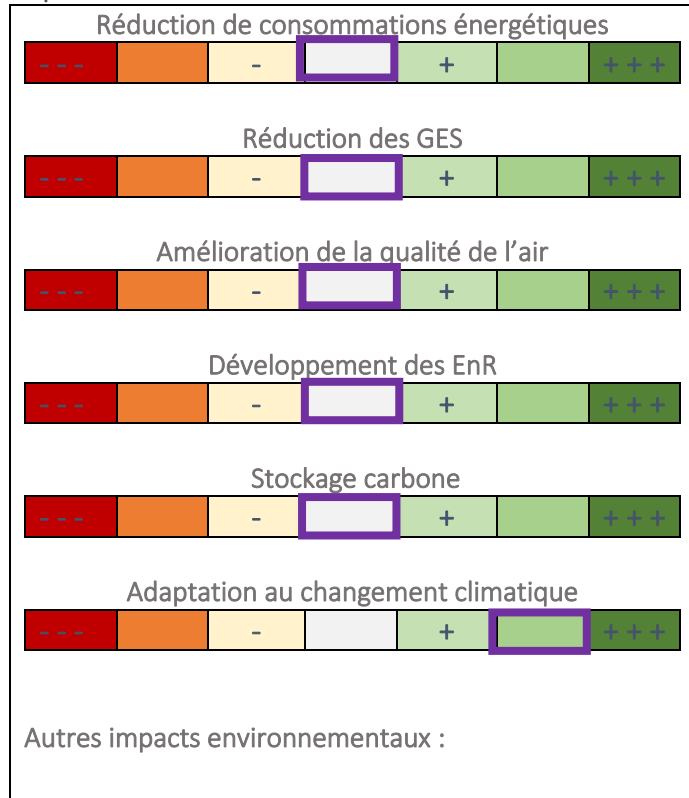 Réduction de consommations énergétiques
- - - - + + + +
Réduction des GES
- - - - + + + +
Amélioration de la qualité de l'air
- - - - + + + +
Développement des EnR
- - - - + + + +
Stockage carbone
- - - - + + + +
Adaptation au changement climatique
- - - - + + + +
Autres impacts environnementaux :